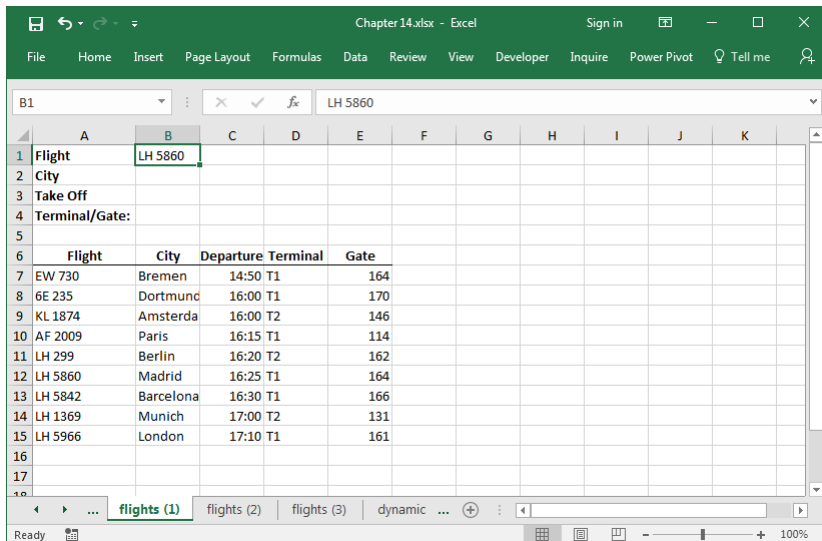 Chapter 14.xlsx - Excel Sign in
File Home Insert Page Layout Formulas Data Review View Developer Inquire Power Pivot Tell me
B1 fx LH 5860
A B C D E F G H I J K
1 Flight LH 5860
2 City
3 Take Off
4 Terminal/Gate:
5
6 Flight City Departure Terminal Gate
7 EW 730 Bremen 14:50 T1 164
8 6E 235 Dortmund 16:00 T1 170
9 KL 1874 Amsterda 16:00 T2 146
10 AF 2009 Paris 16:15 T1 114
11 LH 299 Berlin 16:20 T2 162
12 LH 5860 Madrid 16:25 T1 164
13 LH 5842 Barcelona 16:30 T1 166
14 LH 1369 Munich 17:00 T2 131
15 LH 5966 London 17:10 T1 161
16
17
... flights (1) flights (2) flights (3) dynamic ...
Ready 100%